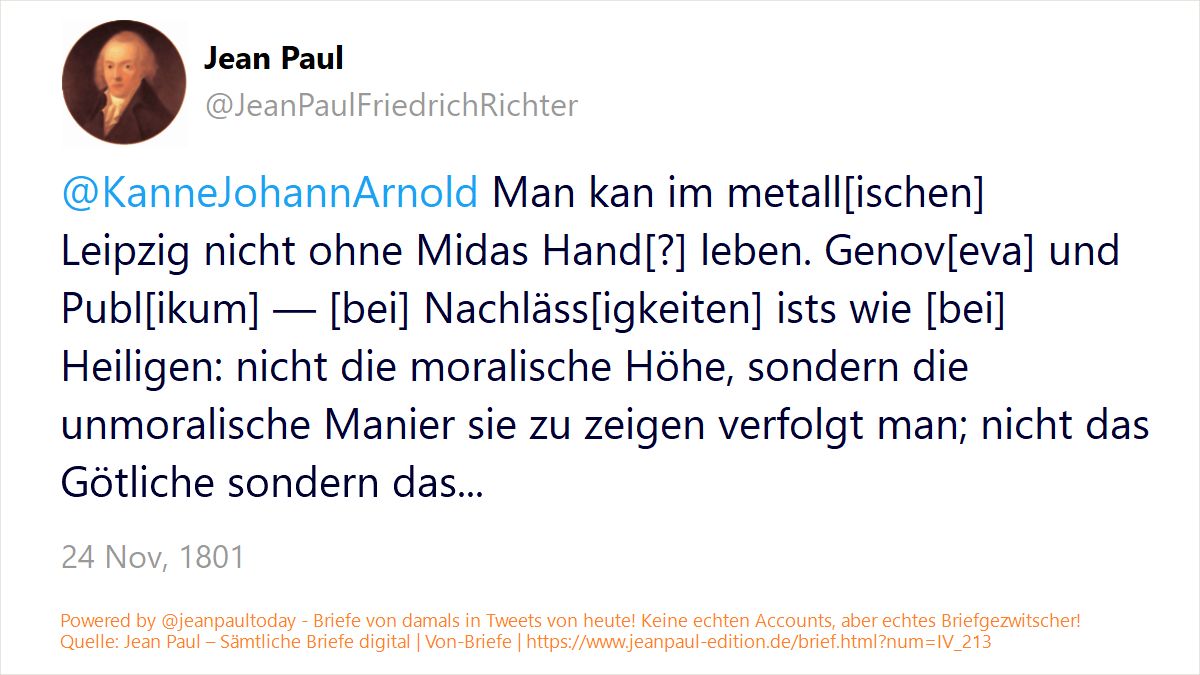 Jean Paul
@JeanPaulFriedrichRichter
@KanneJohannArnold Man kan im metall[ischen]
Leipzig nicht ohne Midas Hand[?] leben. Genov[eva] und
Publ[ikum] — [bei] Nachläss[igkeiten] ists wie [bei]
Heiligen: nicht die moralische Höhe, sondern die
unmoralische Manier sie zu zeigen verfolgt man; nicht das
Götliche sondern das...
24 Nov, 1801
Powered by @jeanpaultoday - Briefe von damals in Tweets von heute! Keine echten Accounts, aber echtes Briefgezwitscher!
Quelle: Jean Paul – Sämtliche Briefe digital | Von-Briefe | https://www.jeanpaul-edition.de/brief.html?num=IV_213